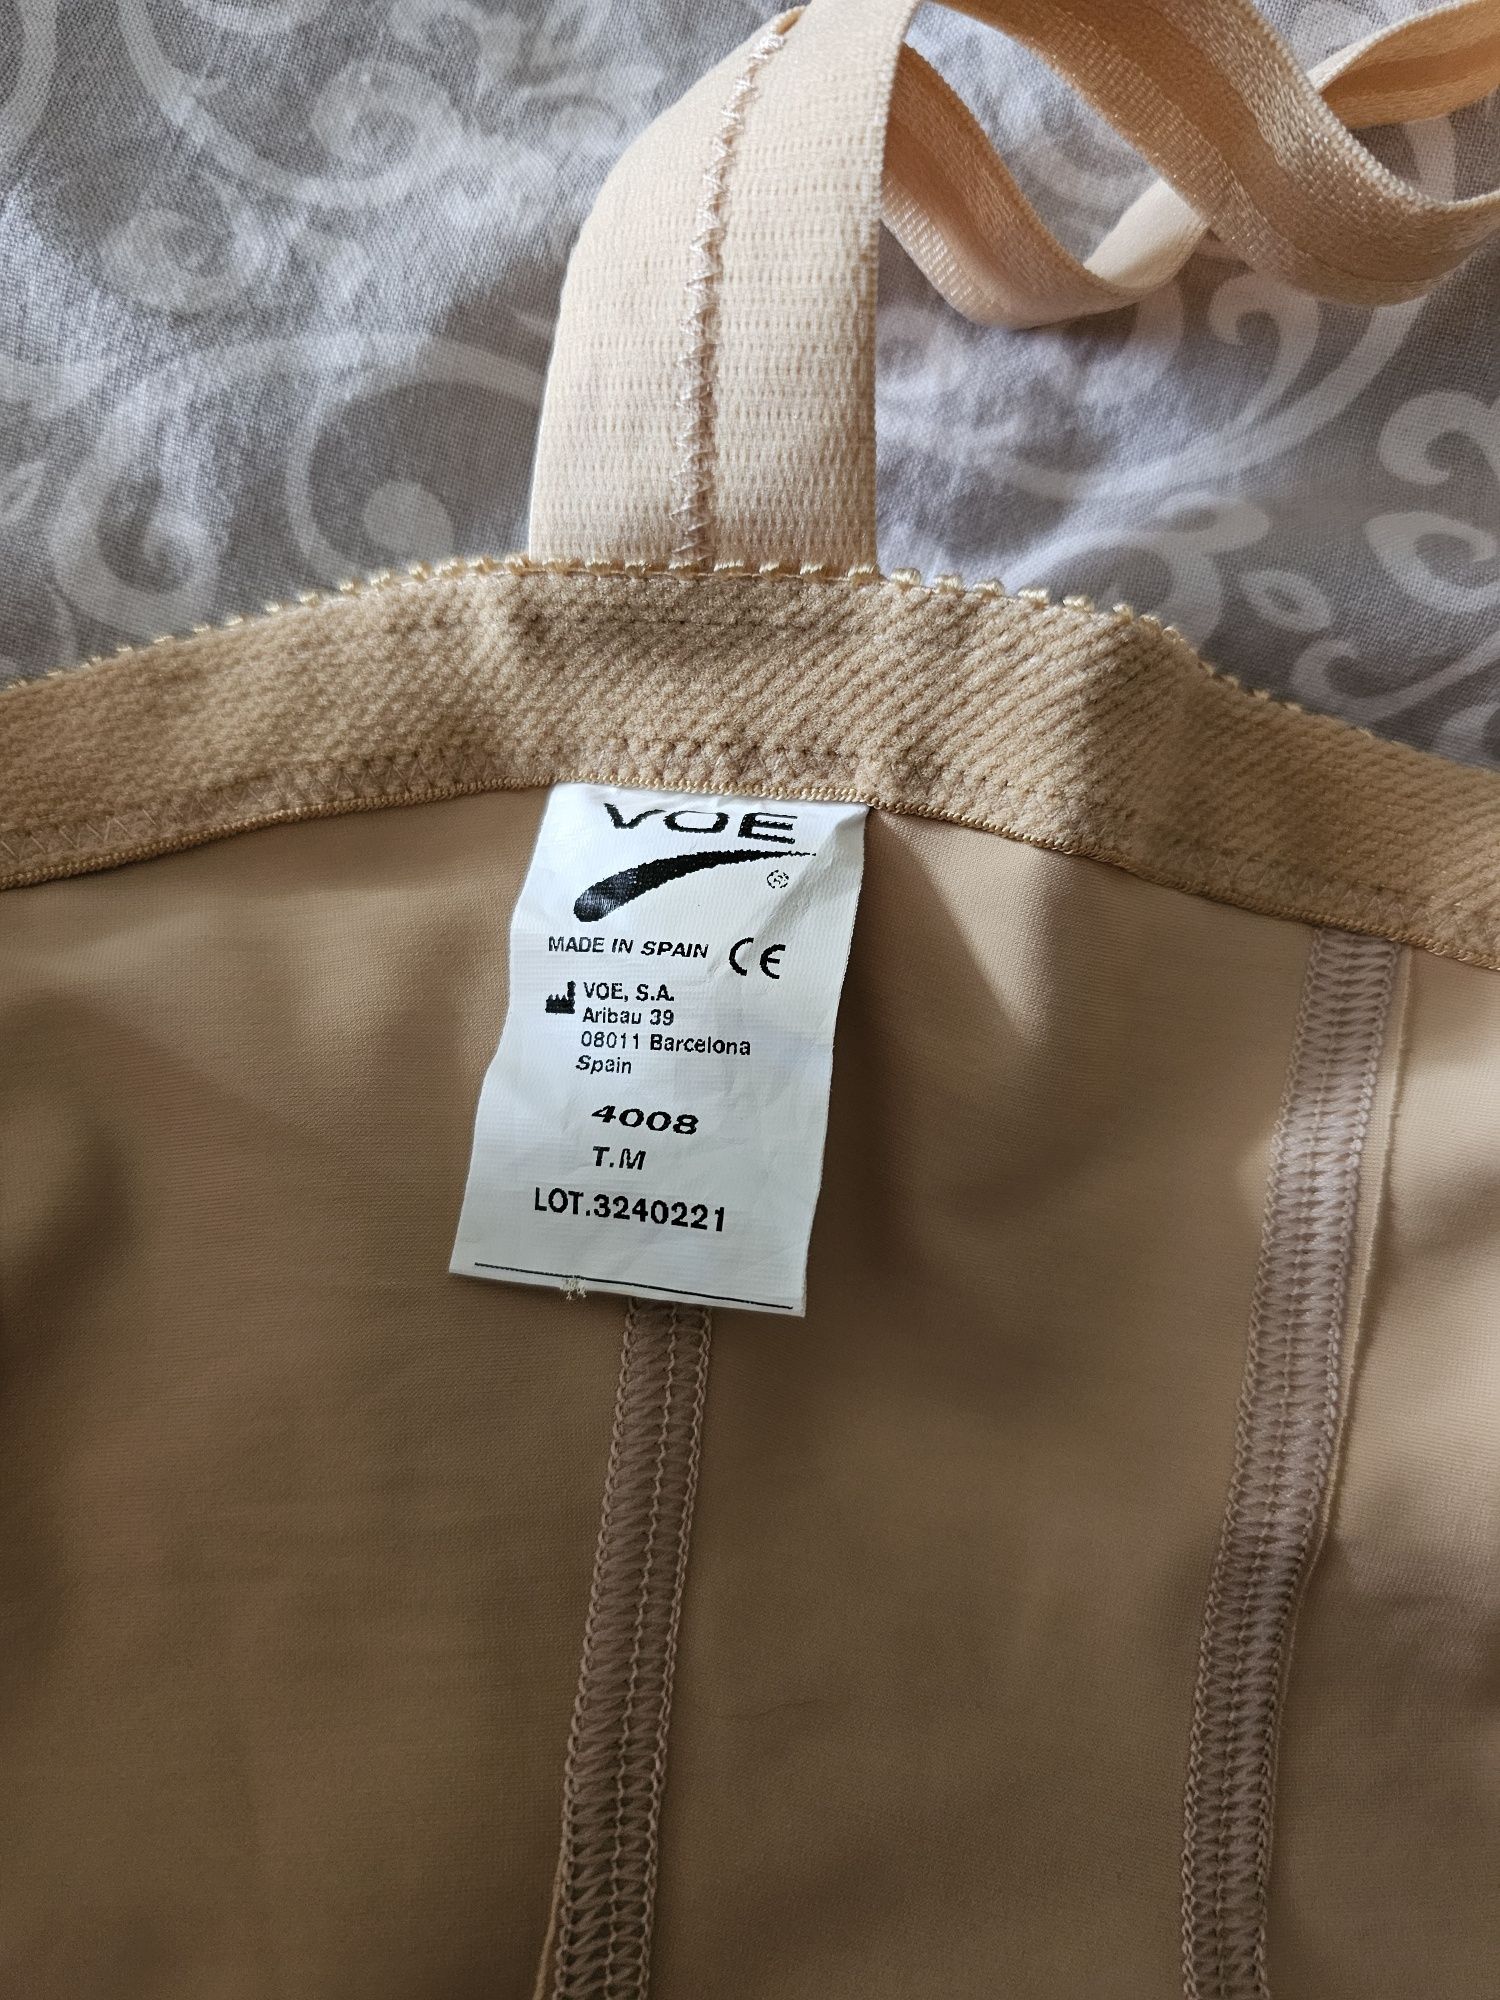 VOE
®
MADE IN SPAIN CE
VOE, S.A.
Aribau 39
08011 Barcelona
Spain
4008
T.M
LOT.3240221